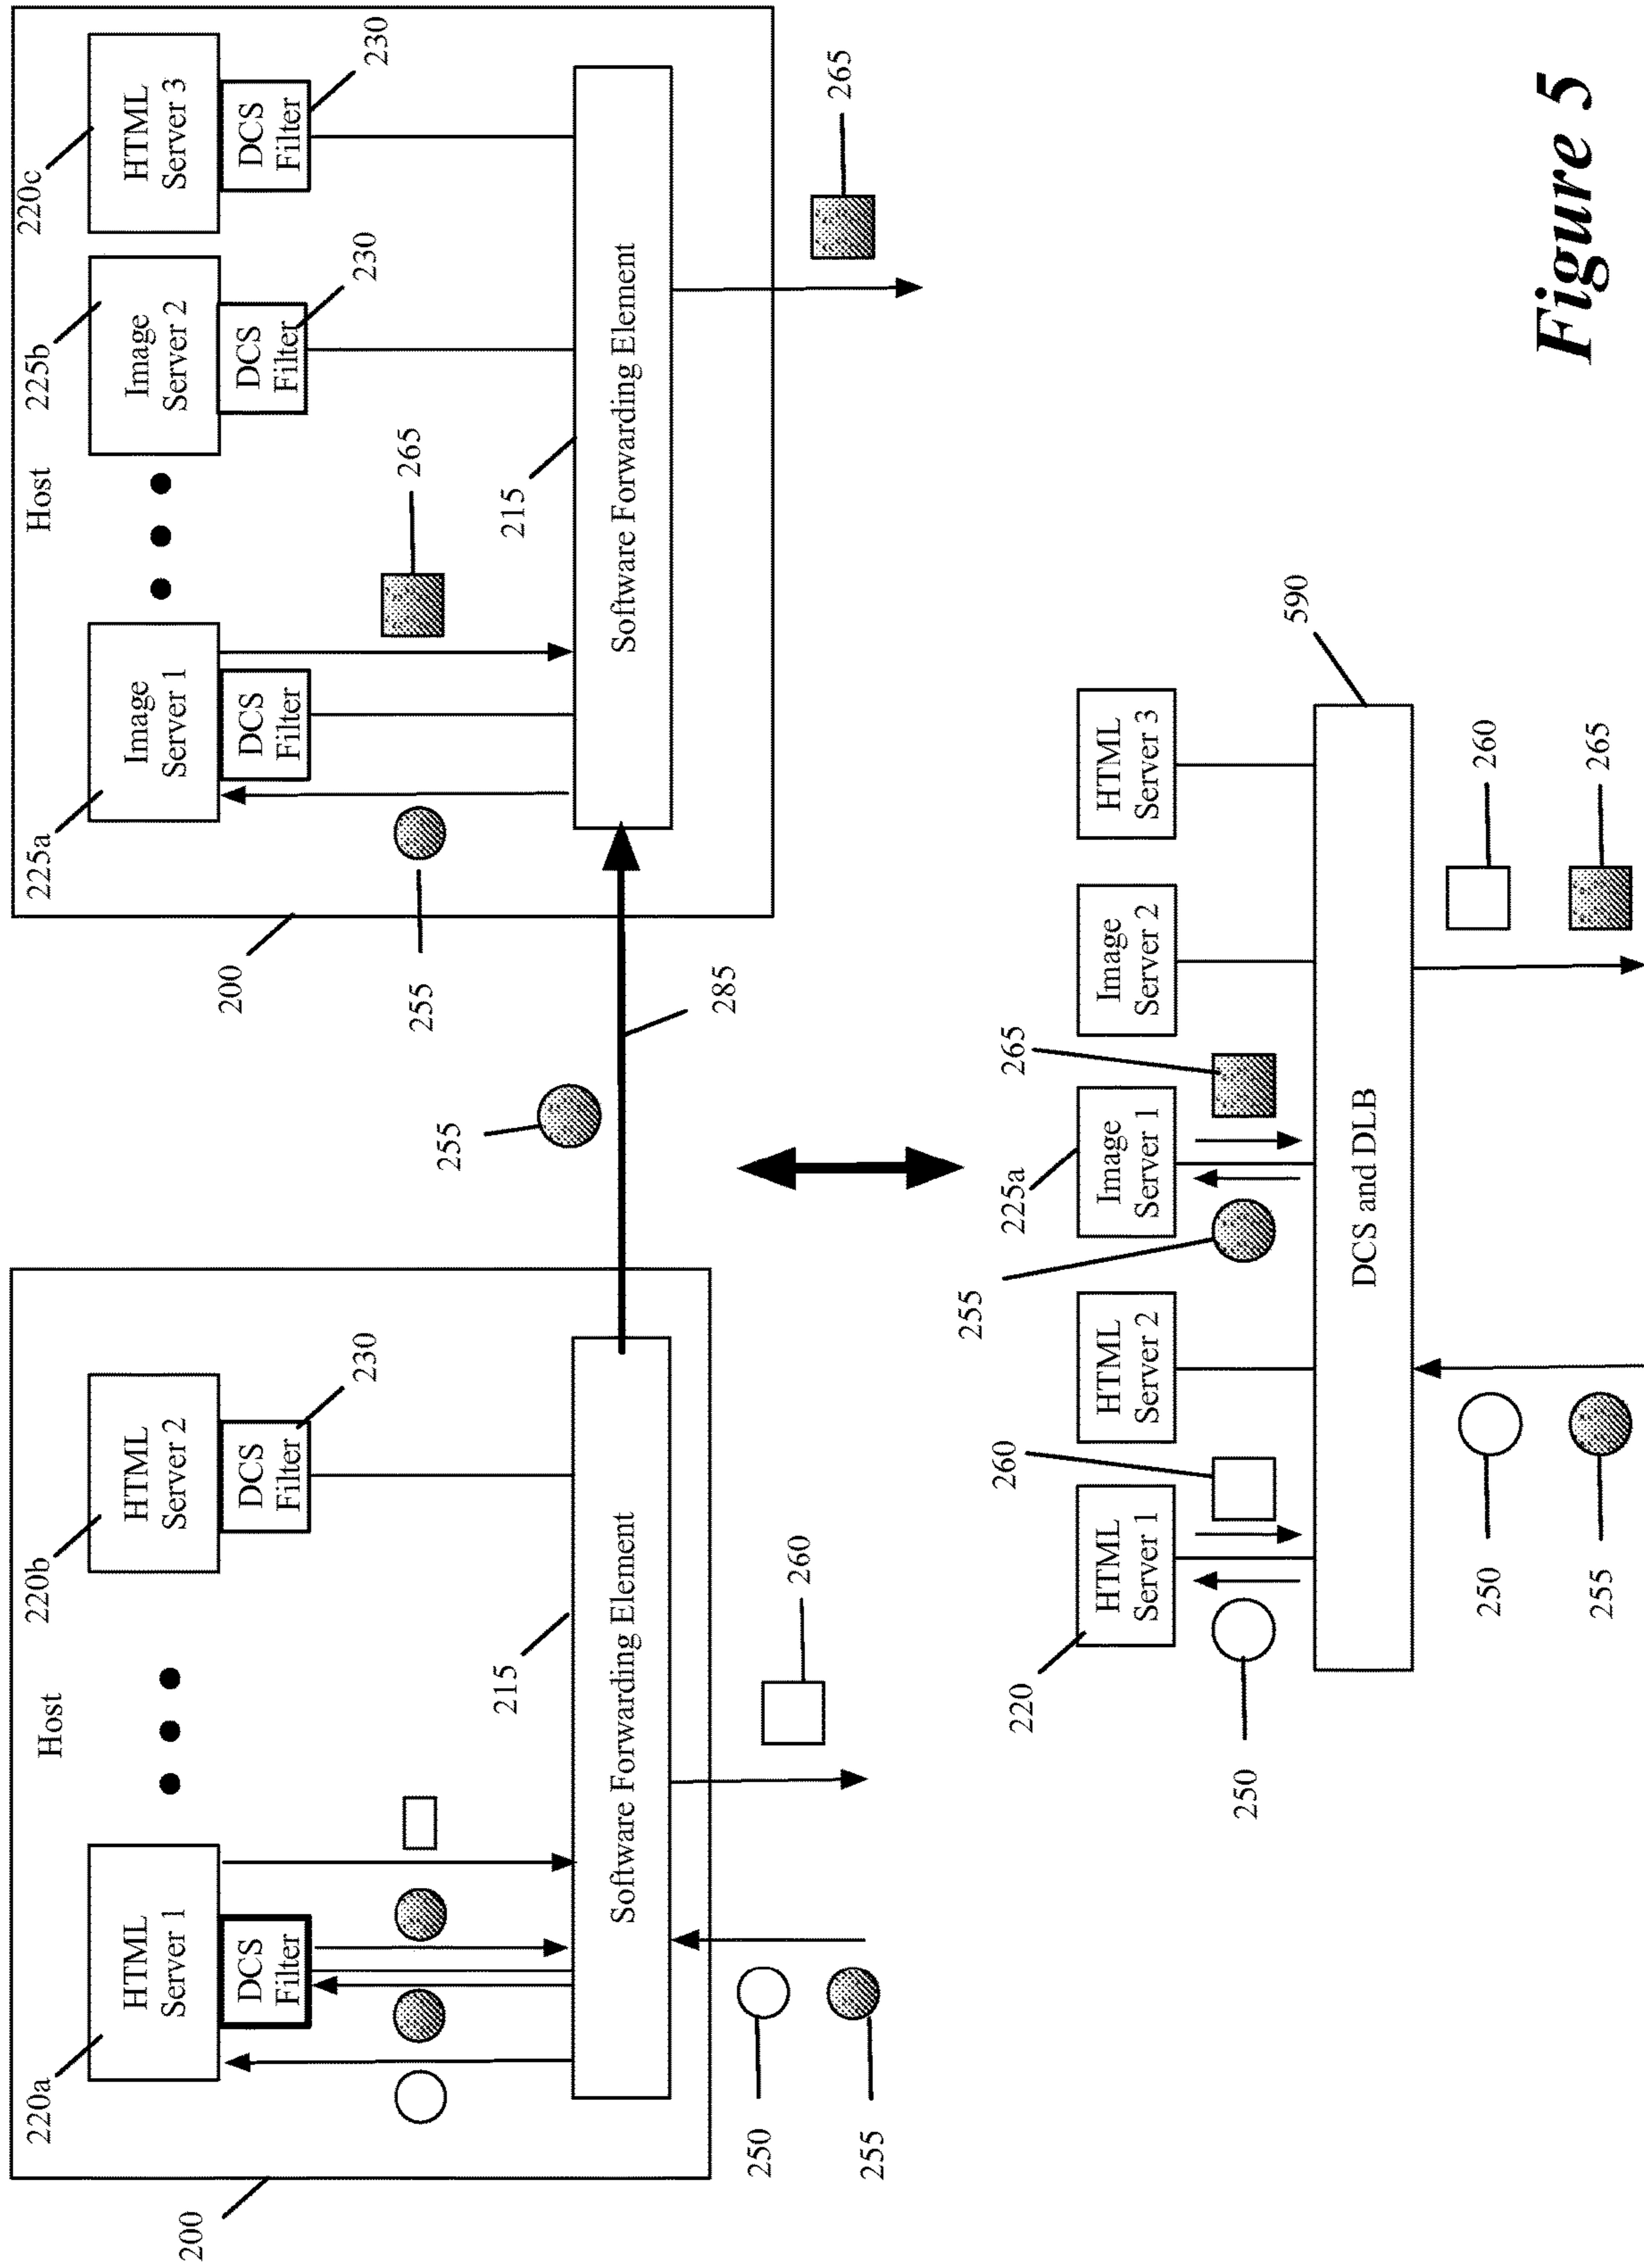 200
Host
220a
HTML
Server 1
DCS
Filter
220b
HTML
Server 2
DCS
Filter
230
215
Software Forwarding Element
250
255
260
255
285
200
Host
225a
Image
Server 1
DCS
Filter
255
265
225b
Image
Server 2
DCS
Filter
230
220c
HTML
Server 3
DCS
Filter
230
215
Software Forwarding Element
265
220
HTML
Server 1
250
260
HTML
Server 2
255
225a
Image
Server 1
265
Image
Server 2
HTML
Server 3
590
DCS and DLB
250
255
260
265
Figure 5